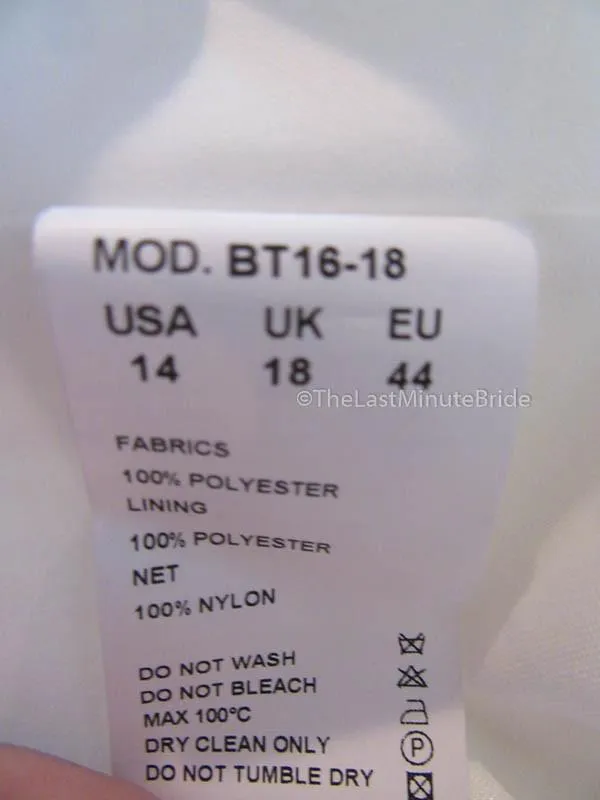 MOD. BT16-18
USA UK EU
14 18 44
©TheLastMinuteBride
FABRICS
100% POLYESTER
LINING
100% POLYESTER
NET
100% NYLON
DO NOT WASH
DO NOT BLEACH
MAX 100°C
DRY CLEAN ONLY
P
DO NOT TUMBLE DRY